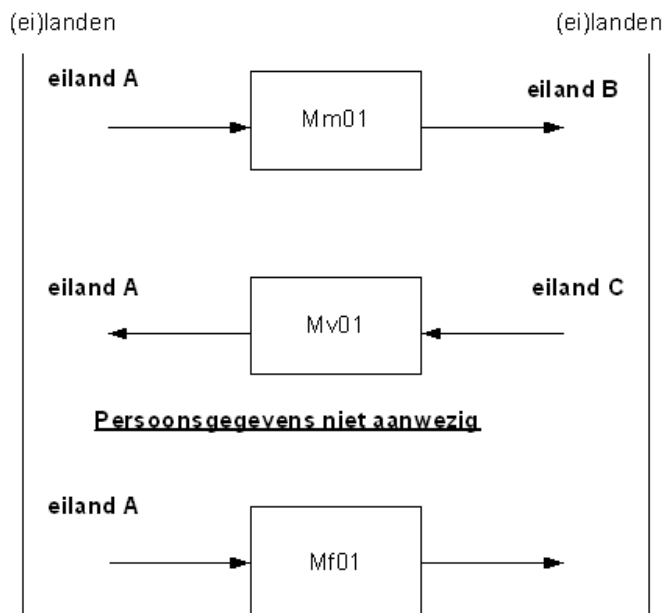 (ei)landen (ei)landen
eiland A
eiland B
Mm01
eiland A
eiland C
Mv01
Persoonsgegevens niet aanwezig
eiland A
Mf01